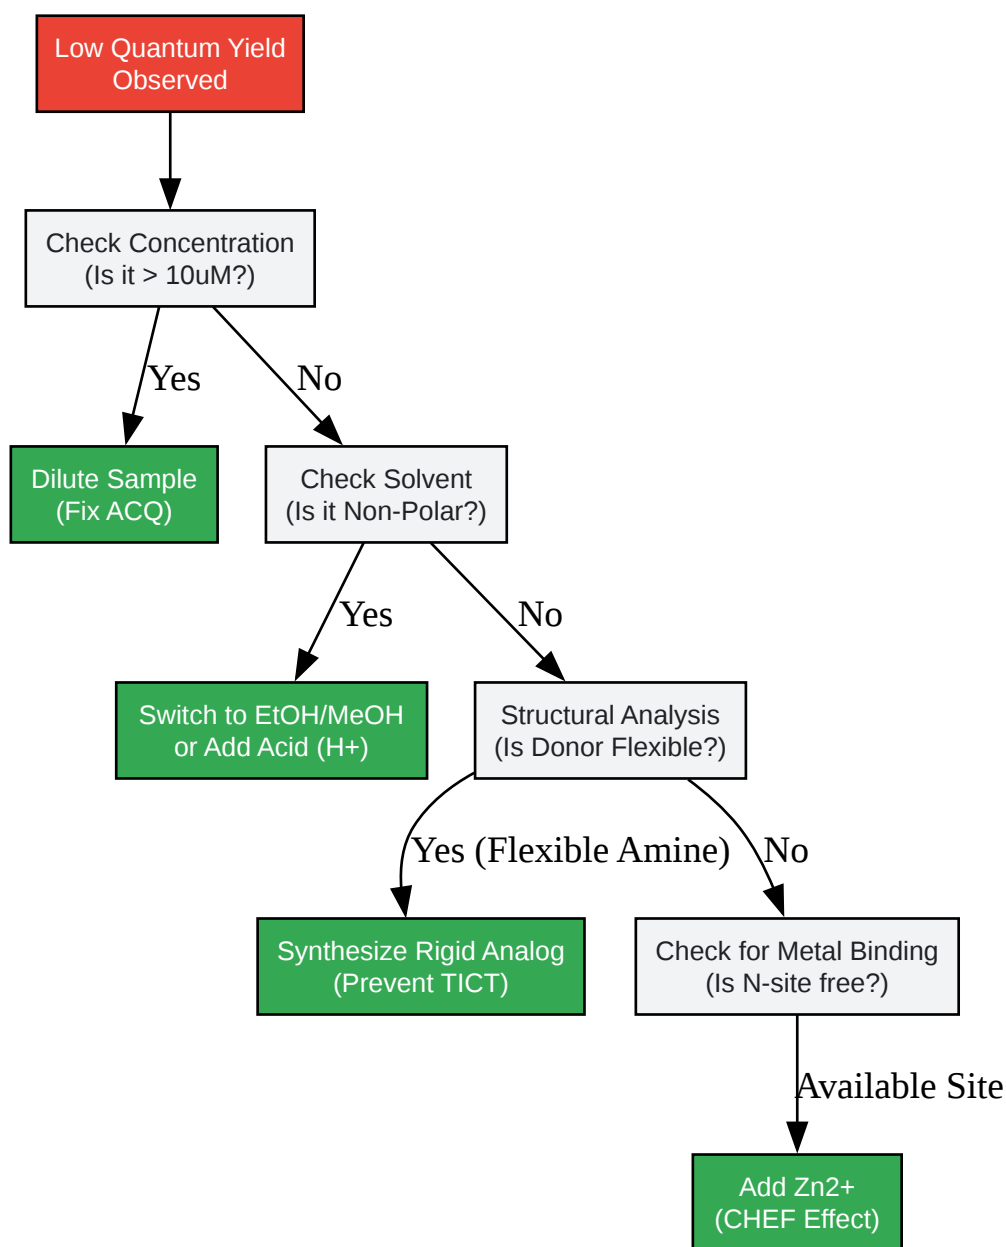 Low Quantum Yield
Observed
Check Concentration
(Is it > 10uM?)
Yes
No
Dilute Sample
(Fix ACQ)
Check Solvent
(Is it Non-Polar?)
Yes
No
Switch to EtOH/MeOH
or Add Acid (H+)
Structural Analysis
(Is Donor Flexible?)
Yes (Flexible Amine)
No
Synthesize Rigid Analog
(Prevent TICT)
Check for Metal Binding
(Is N-site free?)
Available Site
Add Zn2+
(CHEF Effect)